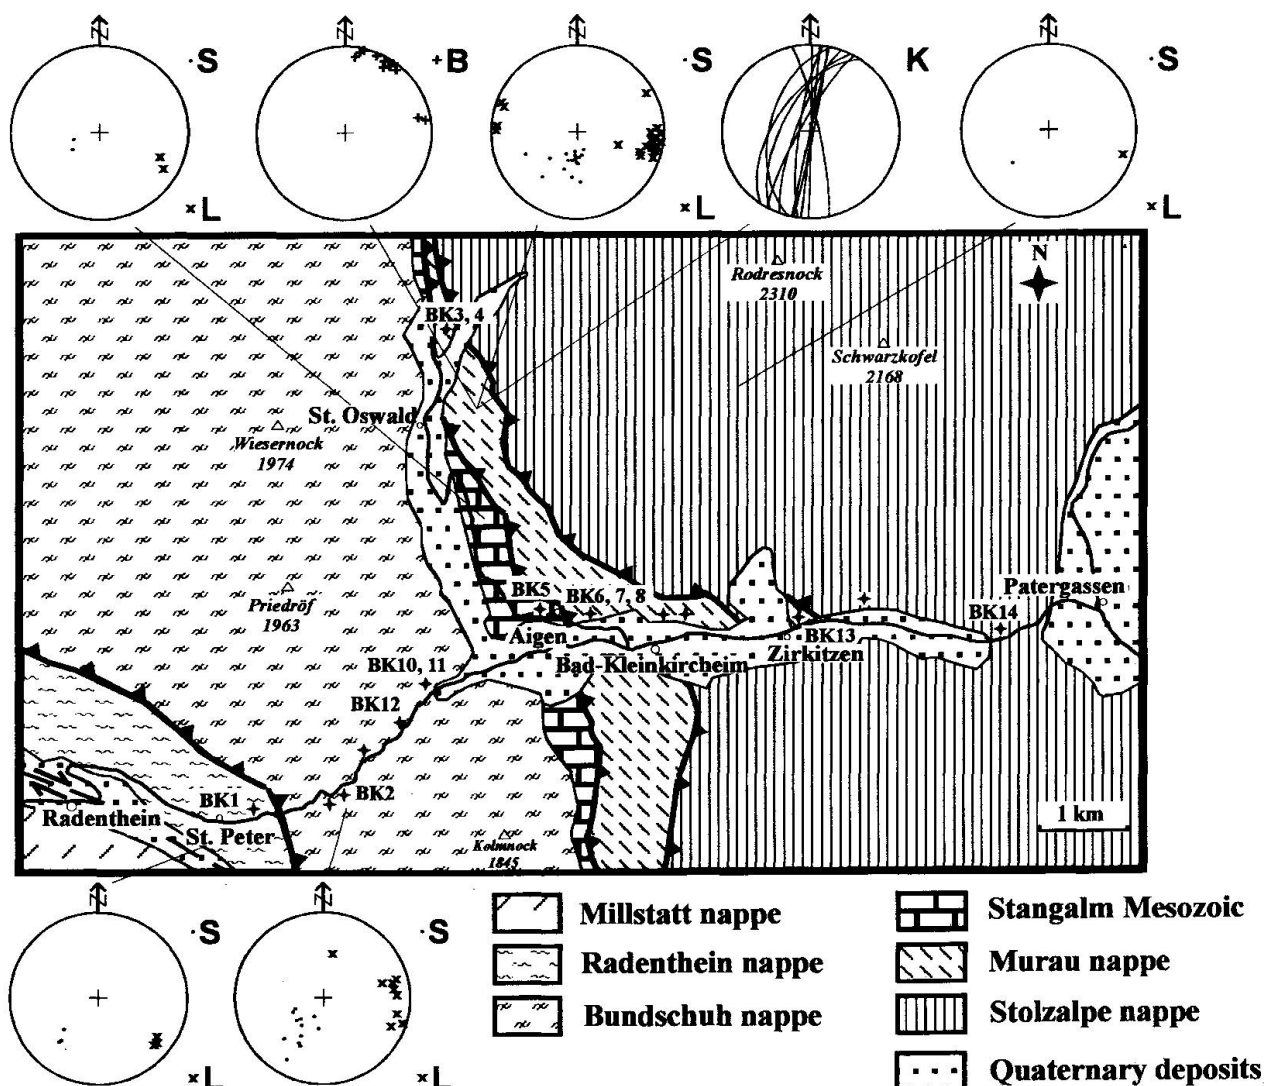 N N N N N
·S +B ·S K ·S
×L ×L ×L
N
Rodresnock
2310
BK3, 4
Schwarzkofel
2168
St. Oswald
Wiesernock
1974
BK5 BK6, 7, 8
Patergassen
Priedröf
1963
BK14
Aigen
BK13
Bad-Kleinkircheim
Zirkitzen
BK10, 11
BK12
BK1
BK2
Radenthein
St. Peter
1 km
Kolmnock
1845
N N
·S ·S
×L ×L
Millstatt nappe
Radenthein nappe
Bundschuh nappe
Stangalm Mesozoic
Murau nappe
Stolzalpe nappe
Quaternary deposits